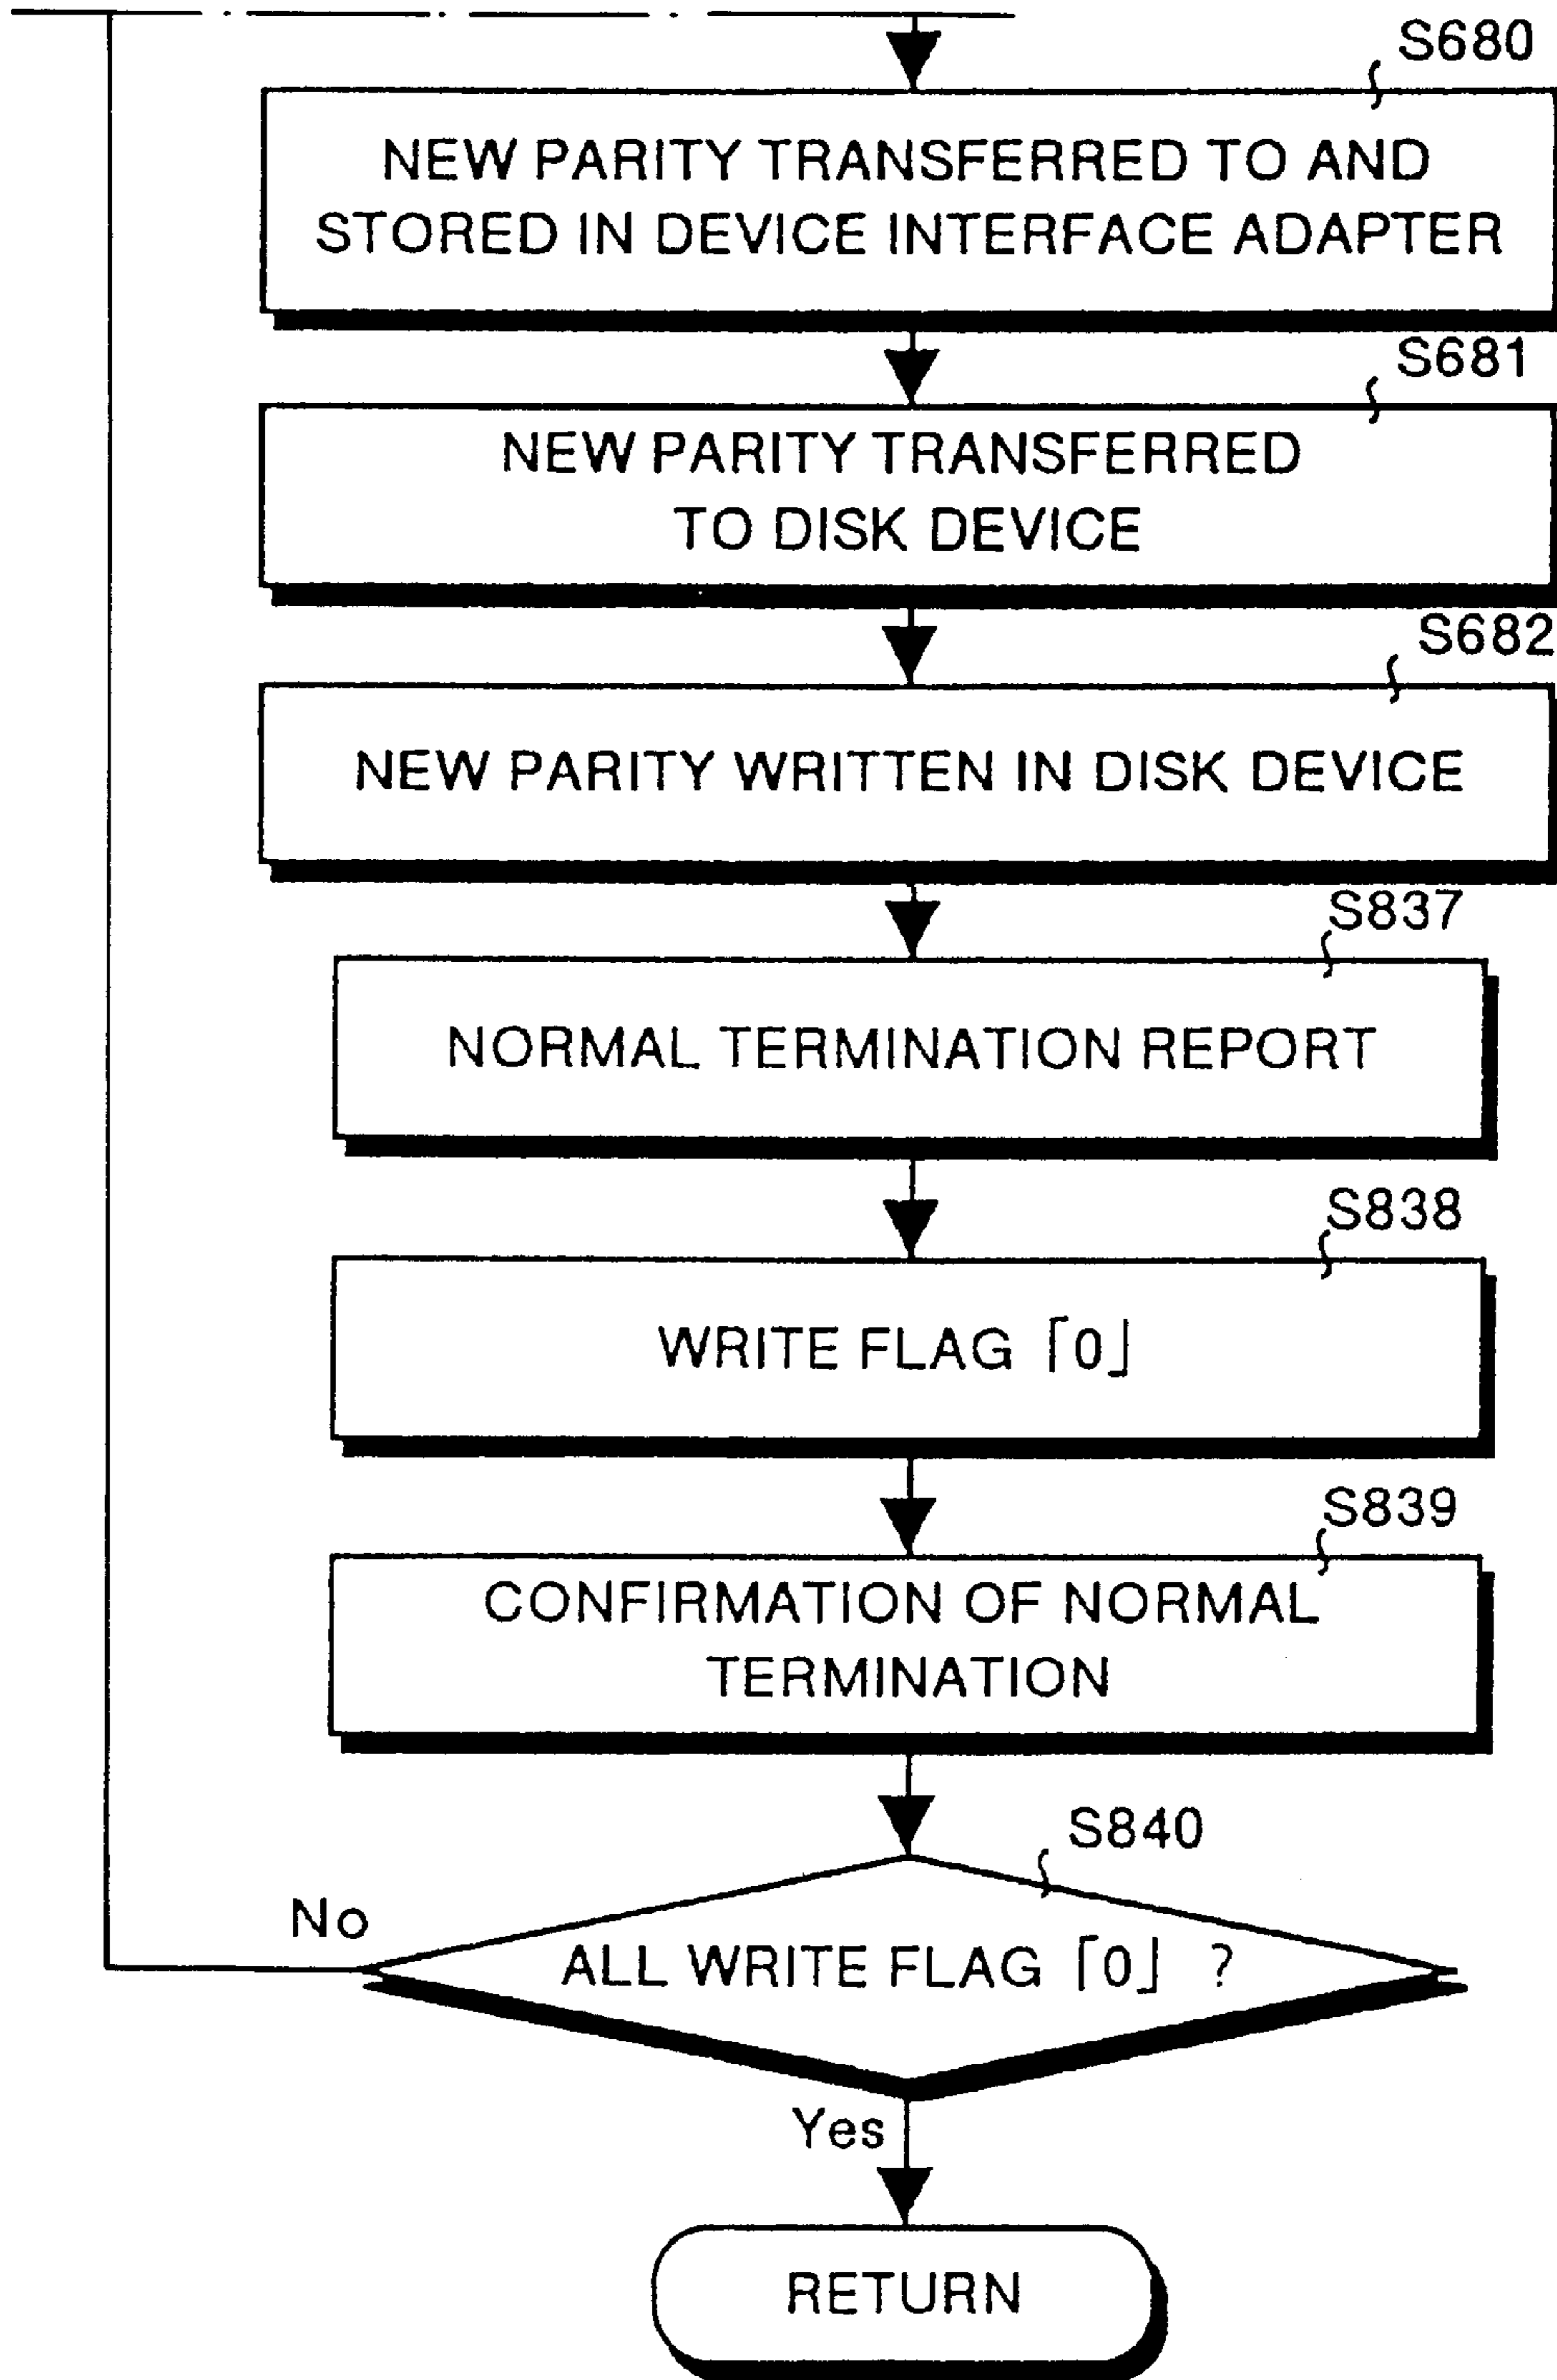 S680
NEW PARITY TRANSFERRED TO AND
STORED IN DEVICE INTERFACE ADAPTER
S681
NEW PARITY TRANSFERRED
TO DISK DEVICE
S682
NEW PARITY WRITTEN IN DISK DEVICE
S837
NORMAL TERMINATION REPORT
S838
WRITE FLAG「0」
S839
CONFIRMATION OF NORMAL
TERMINATION
S840
No
ALL WRITE FLAG「0」?
Yes
RETURN